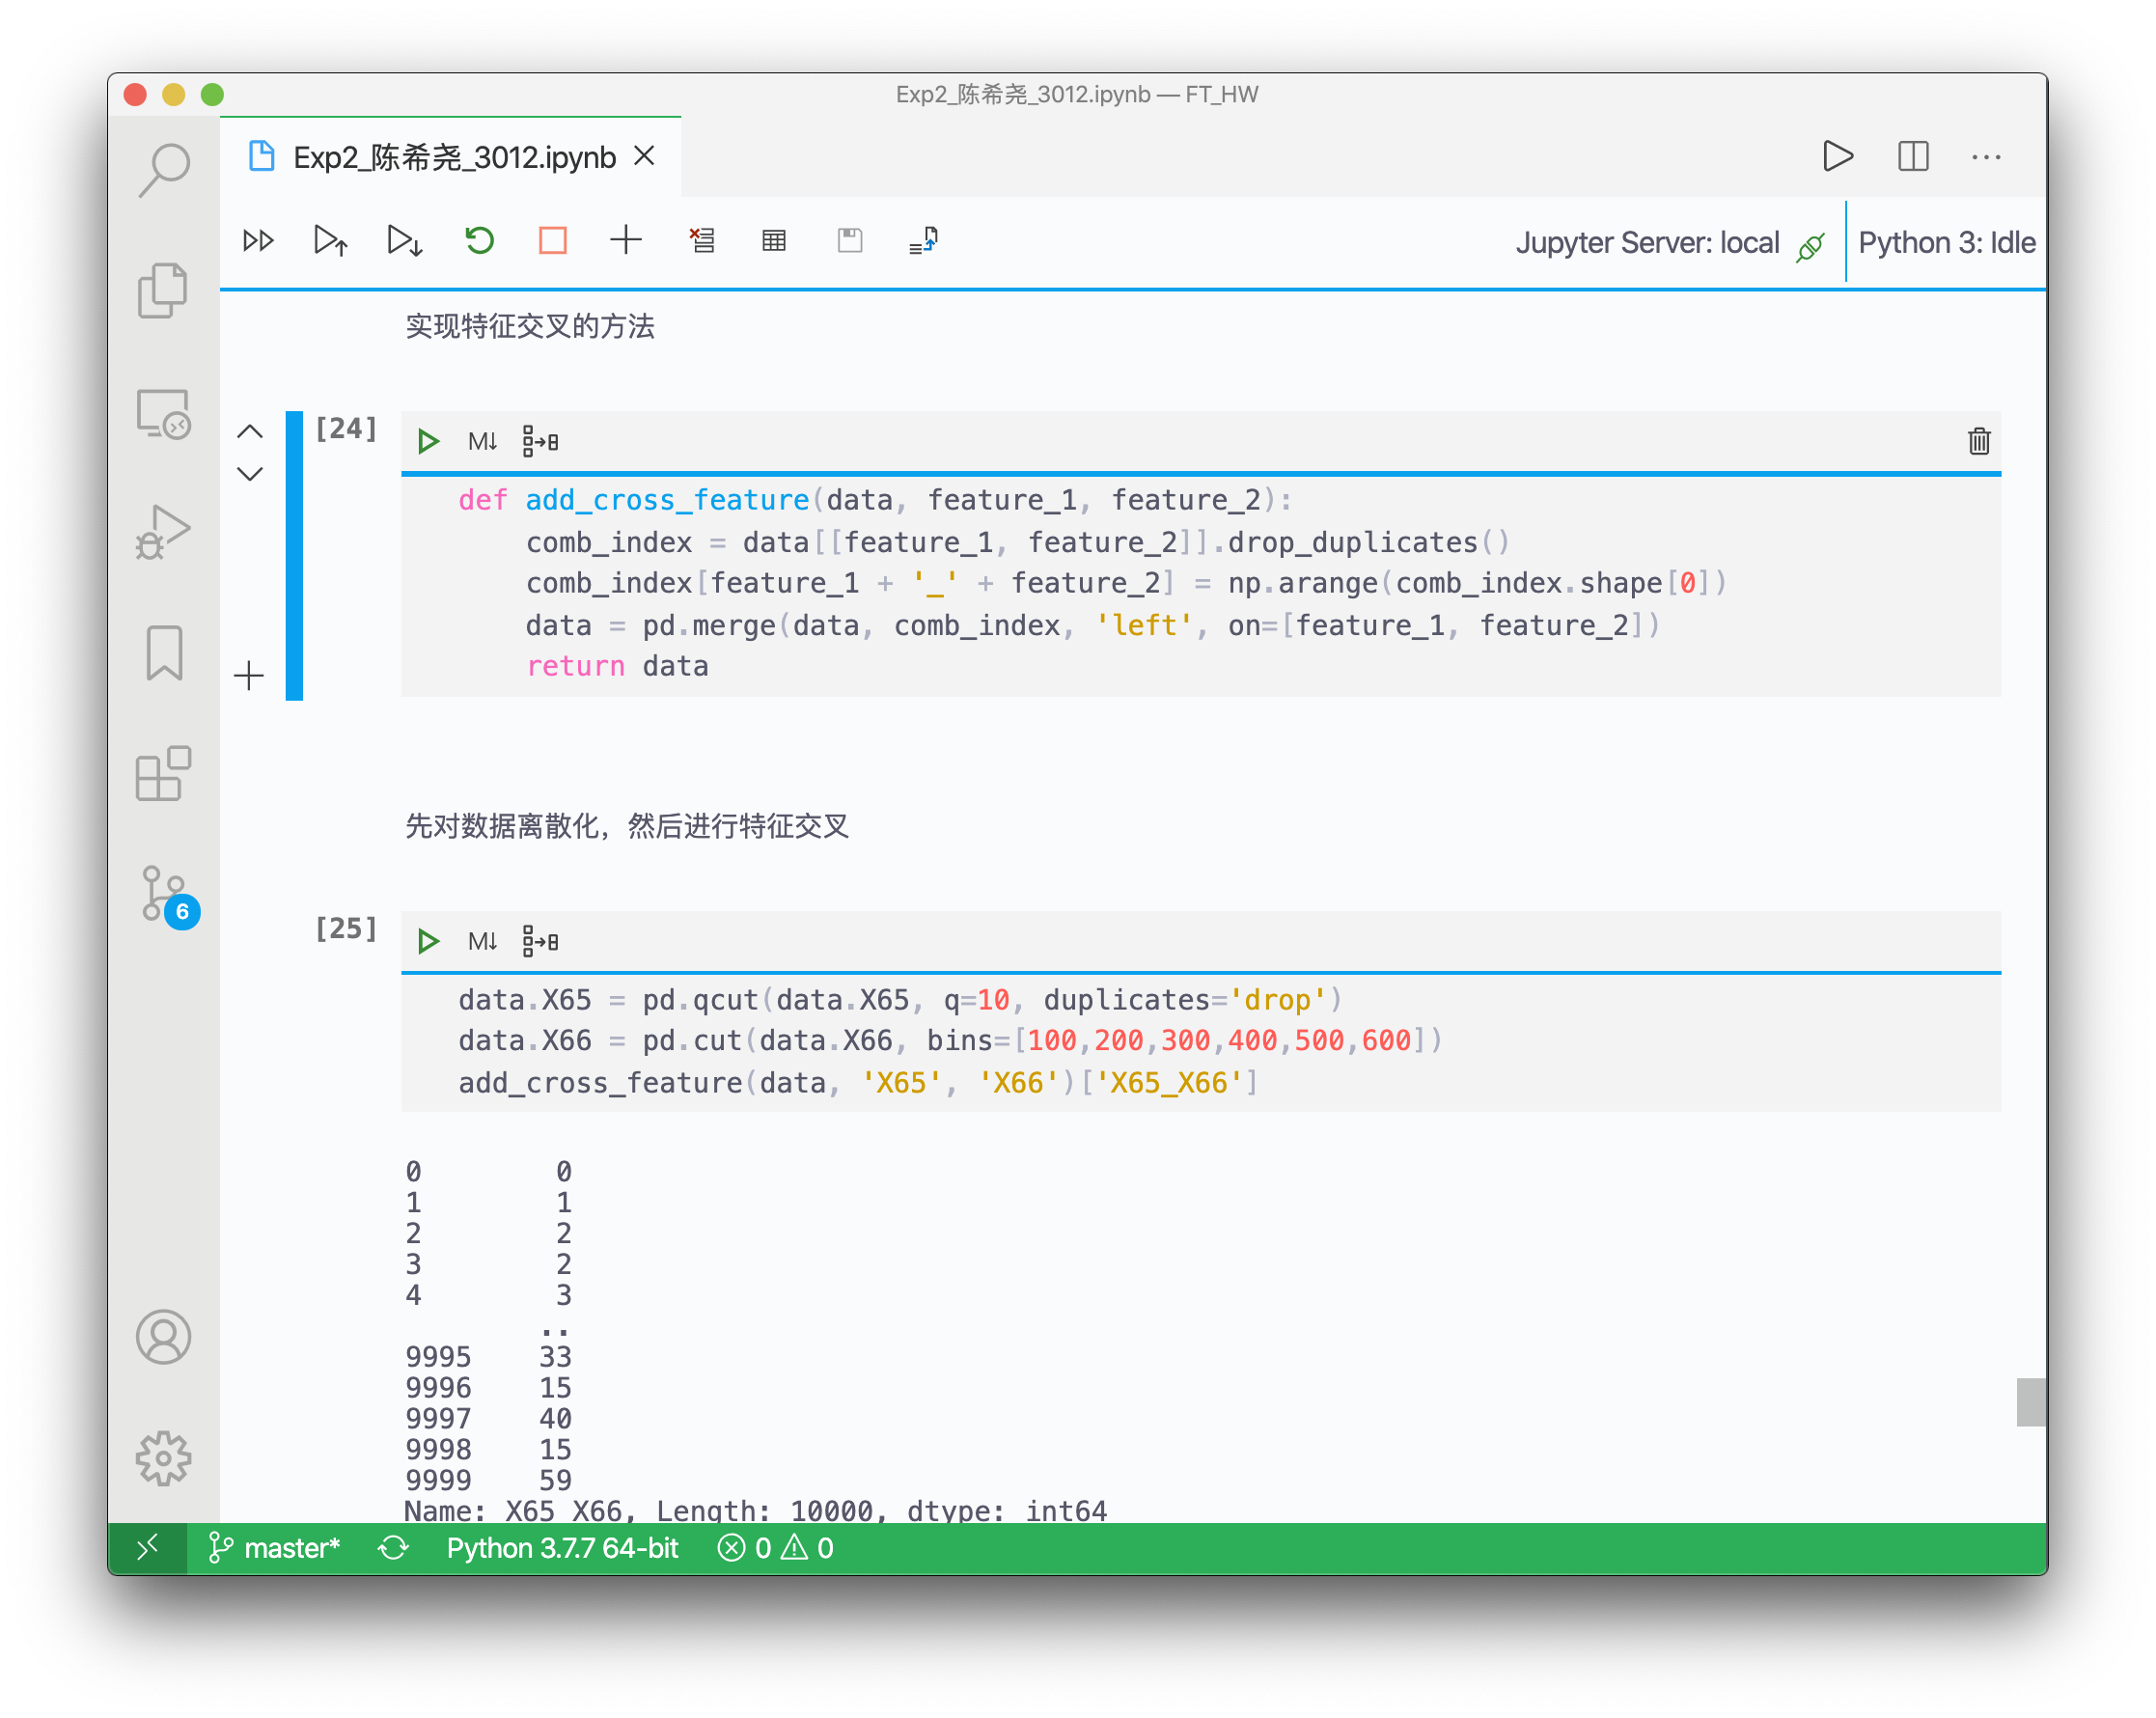 Exp2_陈希尧_3012.ipynb — FT_HW
Exp2_陈希尧_3012.ipynb
Jupyter Server: local
Python 3: Idle
实现特征交叉的方法
[24]
M↓
def add_cross_feature(data, feature_1, feature_2):
    comb_index = data[[feature_1, feature_2]].drop_duplicates()
    comb_index[feature_1 + '_' + feature_2] = np.arange(comb_index.shape[0])
    data = pd.merge(data, comb_index, 'left', on=[feature_1, feature_2])
    return data
先对数据离散化，然后进行特征交叉
6
[25]
M↓
data.X65 = pd.qcut(data.X65, q=10, duplicates='drop')
data.X66 = pd.cut(data.X66, bins=[100,200,300,400,500,600])
add_cross_feature(data, 'X65', 'X66')['X65_X66']
0        0
1        1
2        2
3        2
4        3
        ..
9995    33
9996    15
9997    40
9998    15
9999    59
Name: X65_X66, Length: 10000, dtype: int64
master*
Python 3.7.7 64-bit
0
0